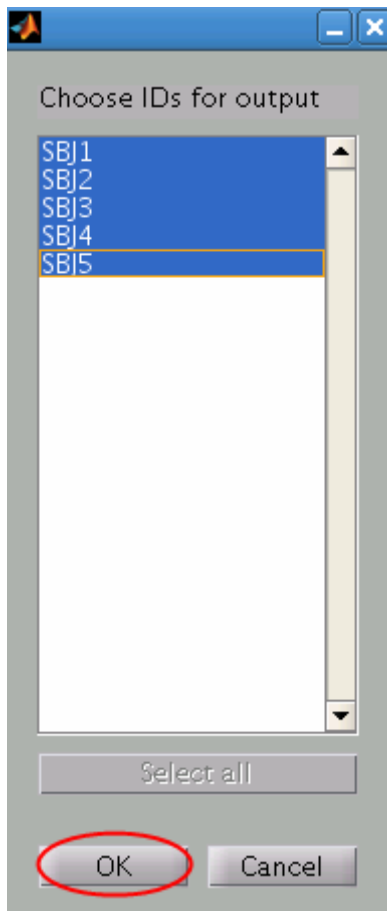 Choose IDs for output
SBJ1
SBJ2
SBJ3
SBJ4
SBJ5
Select all
OK
Cancel